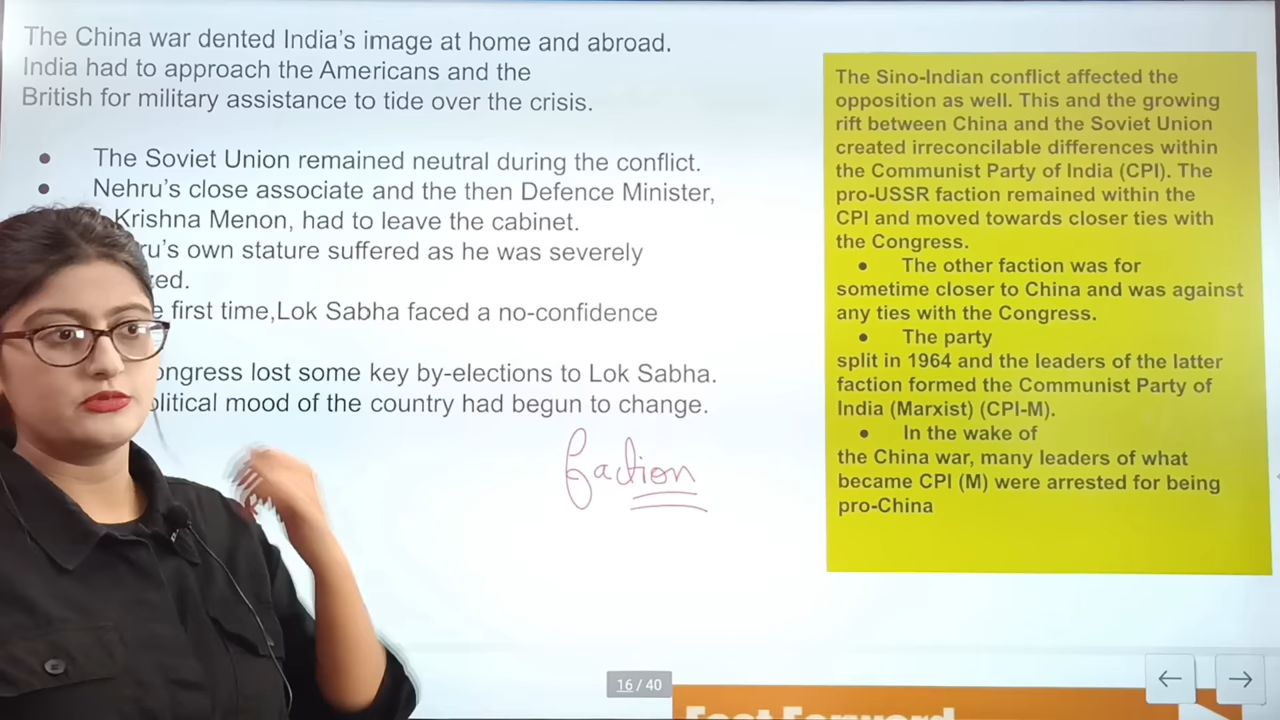 The China war dented India's image at home and abroad.
India had to approach the Americans and the
British for military assistance to tide over the crisis.
● The Soviet Union remained neutral during the conflict.
● Nehru's close associate and the then Defence Minister,
Krishna Menon, had to leave the cabinet.
own stature suffered as he was severely
first time,Lok Sabha faced a no-confidence
lost some key by-elections to Lok Sabha.
mood of the country had begun to change.
faction
The Sino-Indian conflict affected the
opposition as well. This and the growing
rift between China and the Soviet Union
created irreconcilable differences within
the Communist Party of India (CPI). The
pro-USSR faction remained within the
CPI and moved towards closer ties with
the Congress.
● The other faction was for
sometime closer to China and was against
any ties with the Congress.
● The party
split in 1964 and the leaders of the latter
faction formed the Communist Party of
India (Marxist) (CPI-M).
● In the wake of
the China war, many leaders of what
became CPI (M) were arrested for being
pro-China
16 / 40
← →